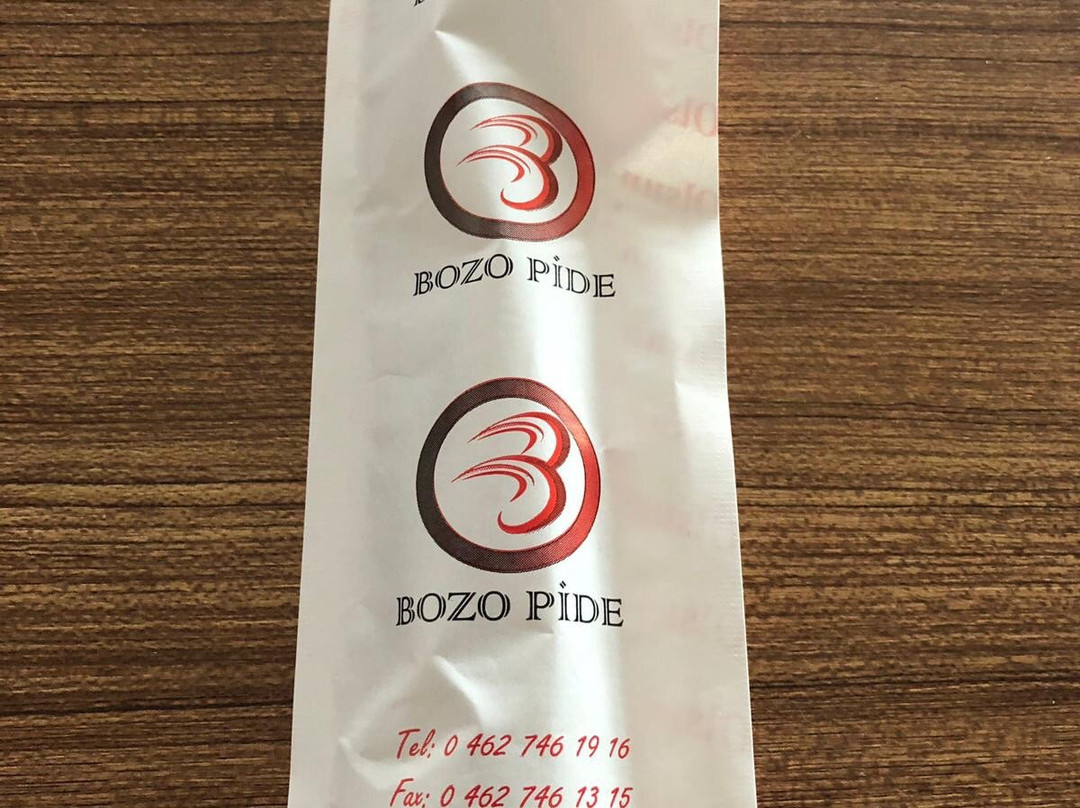 BOZO PİDE
BOZO PİDE
Tel; 0 462 746 19 16
Fax; 0 462 746 13 15